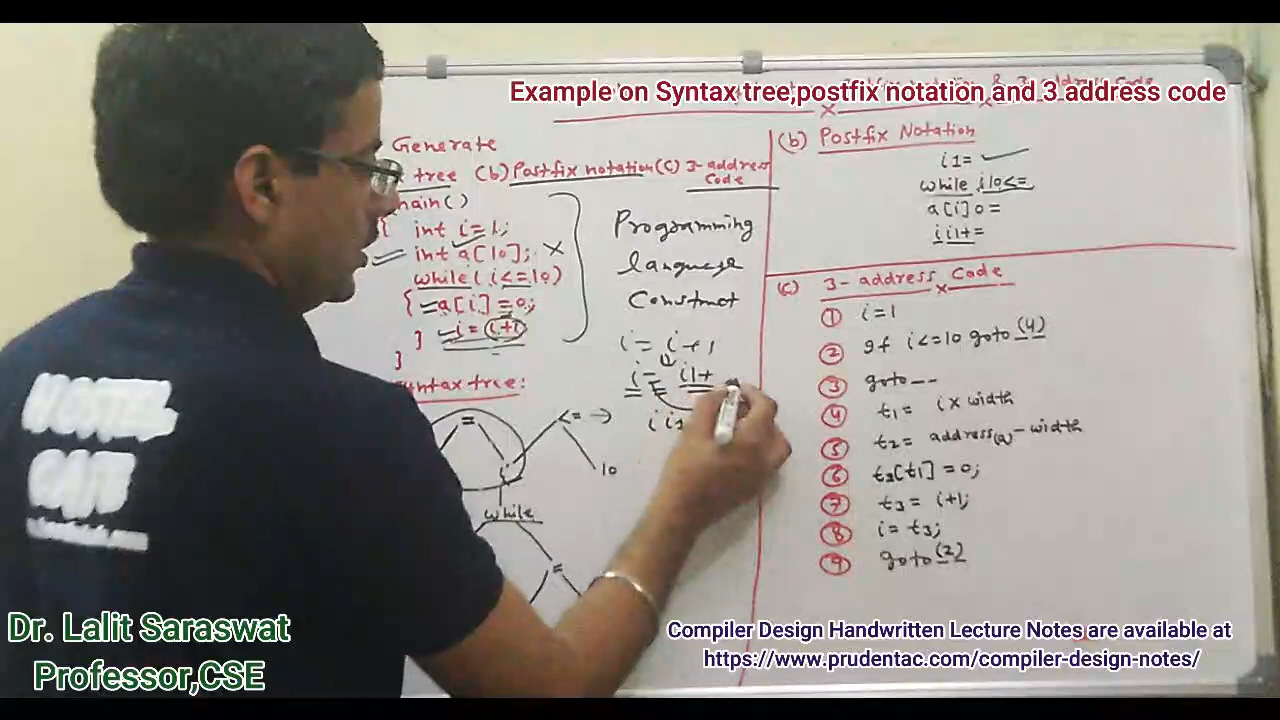 Example on Syntax tree,postfix notation and 3 address code
Generate
tree (b) Postfix notation (c) 3-address
Code
main()
{ int i=1;
int a[10]; ×
while( i<=10)
{ a[i] =0;
} i = i+1
}
Syntax tree:
=
i
<= →
10
while
=
Programming
language
Construct
i = i+1
i = i1+
(b) Postfix Notation
i1= ✓
while i10<=
a[i]0=
ii1+=
(c) 3-address Code
① i=1
② If i<=10 goto (4)
③ goto --
④ t1= i x width
⑤ t2= address(a)-width
⑥ t2[t1] =0;
⑦ t3 = i+1;
⑧ i= t3;
⑨ goto (2)
HOSTEL
GATE
Dr. Lalit Saraswat
Professor,CSE
Compiler Design Handwritten Lecture Notes are available at
https://www.prudentac.com/compiler-design-notes/